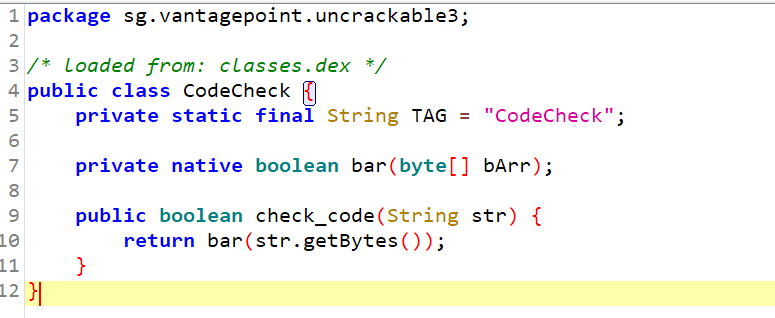 1 package sg.vantagepoint.uncrackable3;
2
3 /* loaded from: classes.dex */
4 public class CodeCheck {
5     private static final String TAG = "CodeCheck";
6
7     private native boolean bar(byte[] bArr);
8
9     public boolean check_code(String str) {
10         return bar(str.getBytes());
11     }
12 }